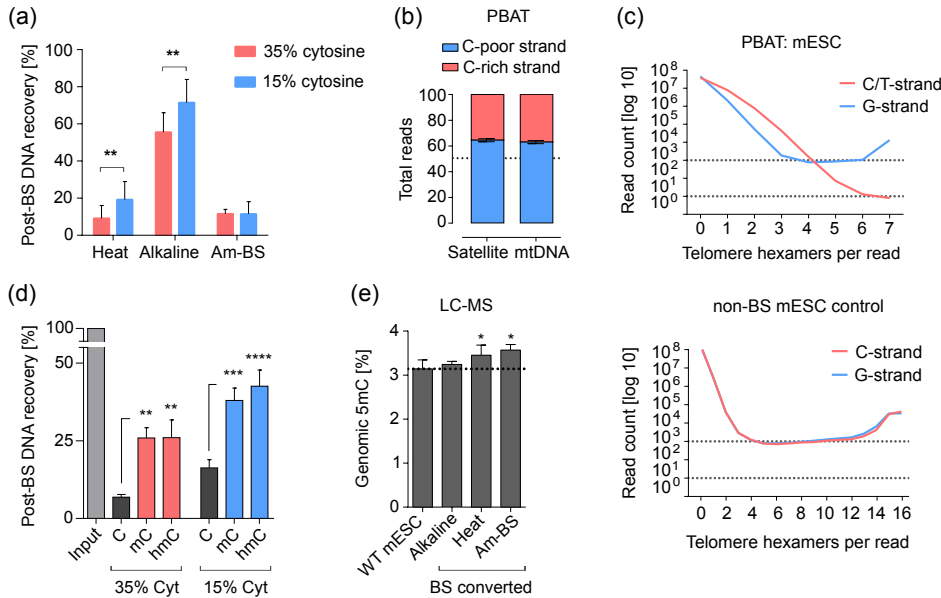 (a)
Post-BS DNA recovery [%]
100
80
60
40
20
0
35% cytosine
15% cytosine
**
**
Heat Alkaline Am-BS
(b)
PBAT
C-poor strand
C-rich strand
Total reads
100
80
60
40
20
0
Satellite mtDNA
(c)
PBAT: mESC
Read count [log 10]
10^8
10^7
10^6
10^5
10^4
10^3
10^2
10^1
10^0
C/T-strand
G-strand
0 1 2 3 4 5 6 7
Telomere hexamers per read
non-BS mESC control
Read count [log 10]
10^8
10^7
10^6
10^5
10^4
10^3
10^2
10^1
10^0
C-strand
G-strand
0 2 4 6 8 10 12 14 16
Telomere hexamers per read
(d)
Post-BS DNA recovery [%]
100
50
25
0
** **
*** ****
Input C mC hmC C mC hmC
35% Cyt 15% Cyt
(e)
LC-MS
Genomic 5mC [%]
4
3
2
1
0
* *
WT mESC Alkaline Heat Am-BS
BS converted